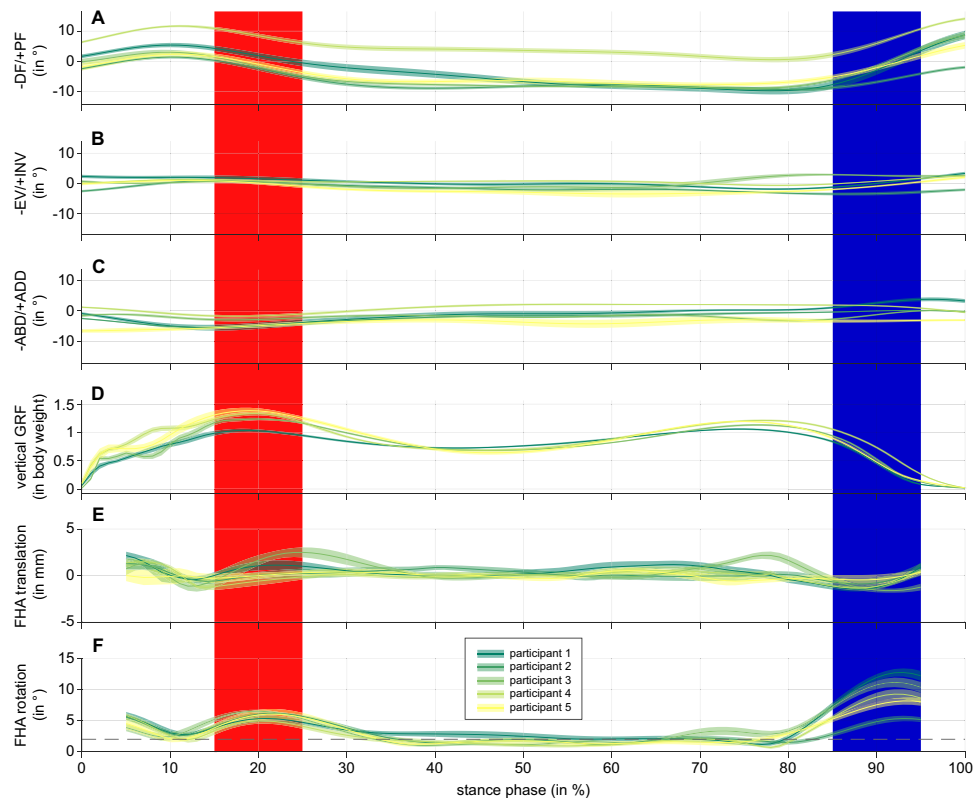 A
-DF/+PF
(in °)
10
0
-10
B
-EV/+INV
(in °)
10
0
-10
C
-ABD/+ADD
(in °)
10
0
-10
D
vertical GRF
(in body weight)
1.5
1
0.5
0
E
FHA translation
(in mm)
5
0
-5
F
FHA rotation
(in °)
15
10
5
0
participant 1
participant 2
participant 3
participant 4
participant 5
0 10 20 30 40 50 60 70 80 90 100
stance phase (in %)